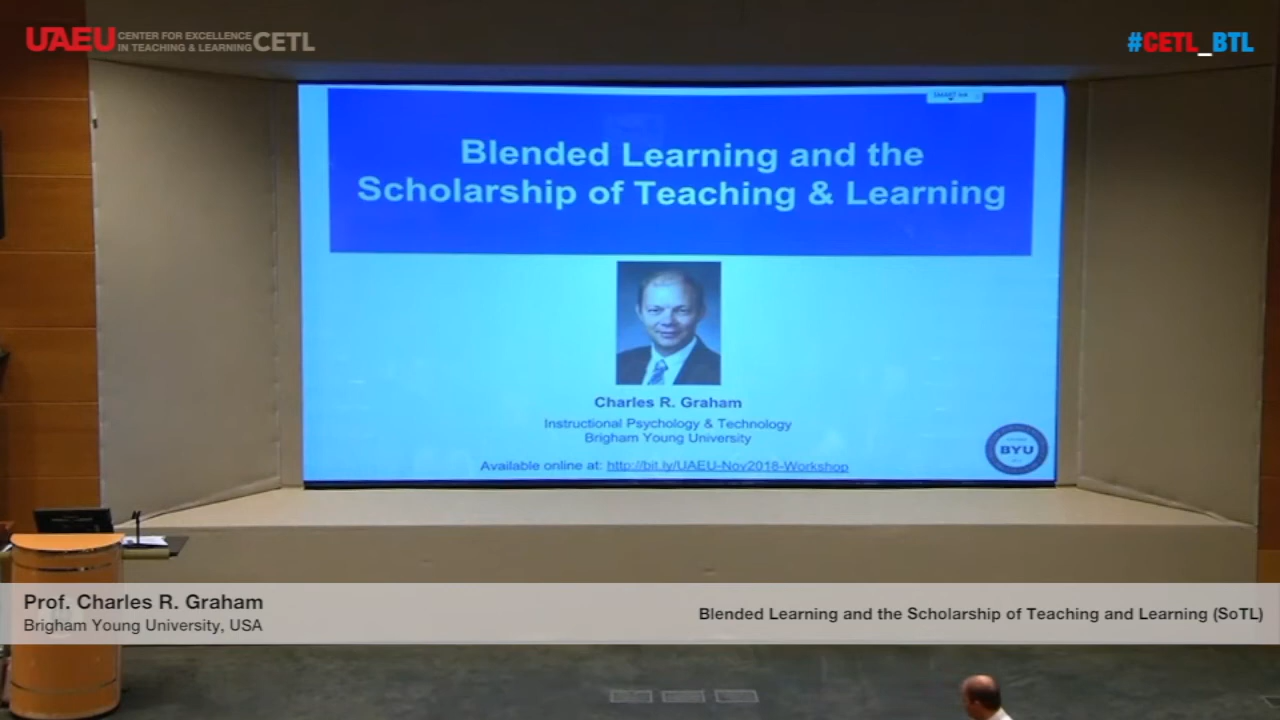 UAEU CENTER FOR EXCELLENCE
IN TEACHING & LEARNING CETL
#CETL_BTL
Blended Learning and the
Scholarship of Teaching & Learning
Charles R. Graham
Instructional Psychology & Technology
Brigham Young University
BYU
Available online at: http://bit.ly/UAEU-Nov2018-Workshop
Prof. Charles R. Graham
Brigham Young University, USA
Blended Learning and the Scholarship of Teaching and Learning (SoTL)